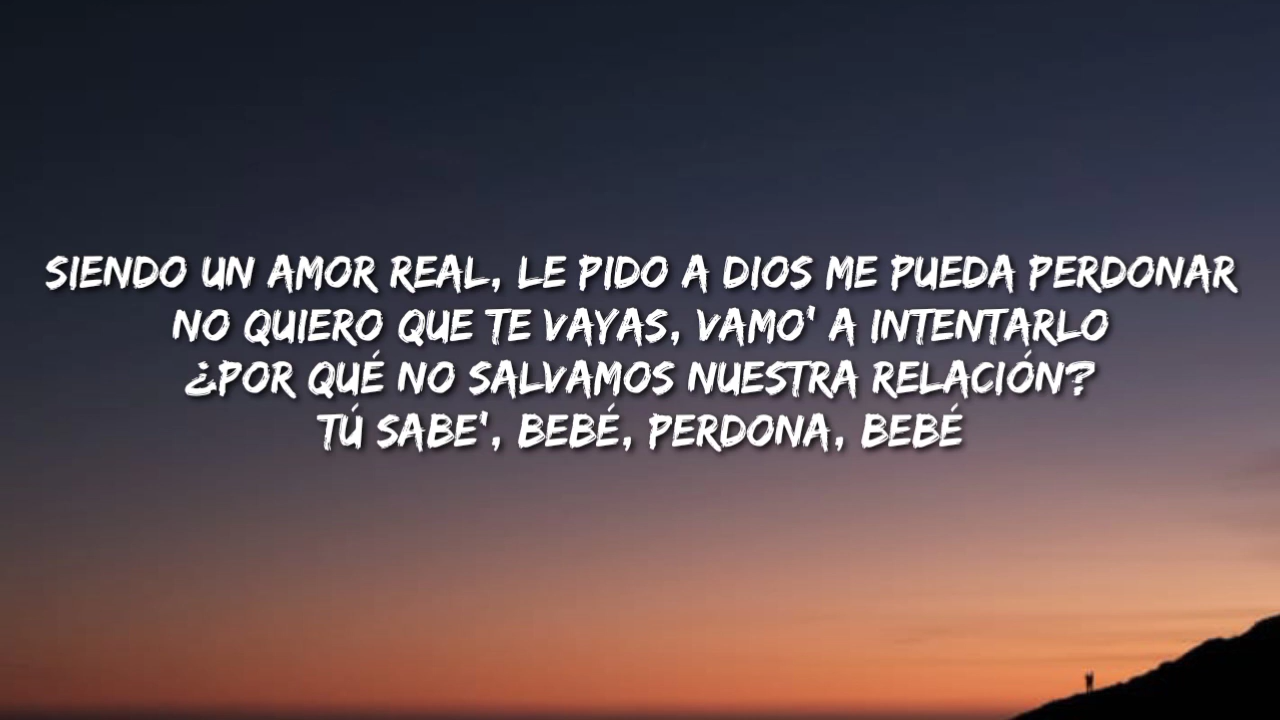 SIENDO UN AMOR REAL, LE PIDO A DIOS ME PUEDA PERDONAR
NO QUIERO QUE TE VAYAS, VAMO' A INTENTARLO
¿POR QUÉ NO SALVAMOS NUESTRA RELACIÓN?
TÚ SABE', BEBÉ, PERDONA, BEBÉ